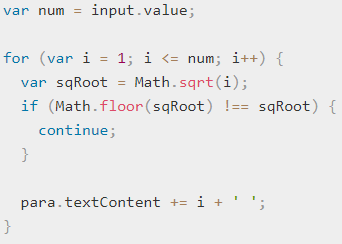 var num = input.value;

for (var i = 1; i <= num; i++) {
  var sqRoot = Math.sqrt(i);
  if (Math.floor(sqRoot) !== sqRoot) {
    continue;
  }

  para.textContent += i + ' ';
}